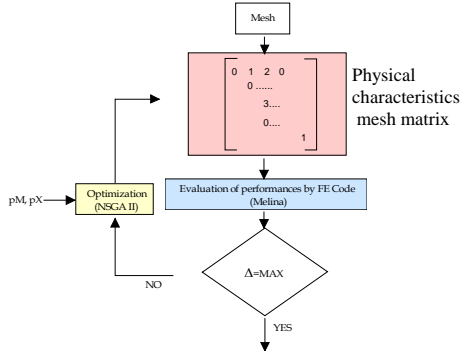 Mesh
0 1 2 0
0......
3....
0....
1
Physical
characteristics
mesh matrix
Evaluation of performances by FE Code
(Melina)
Optimization
(NSGA II)
pM, pX
Δ=MAX
NO
YES